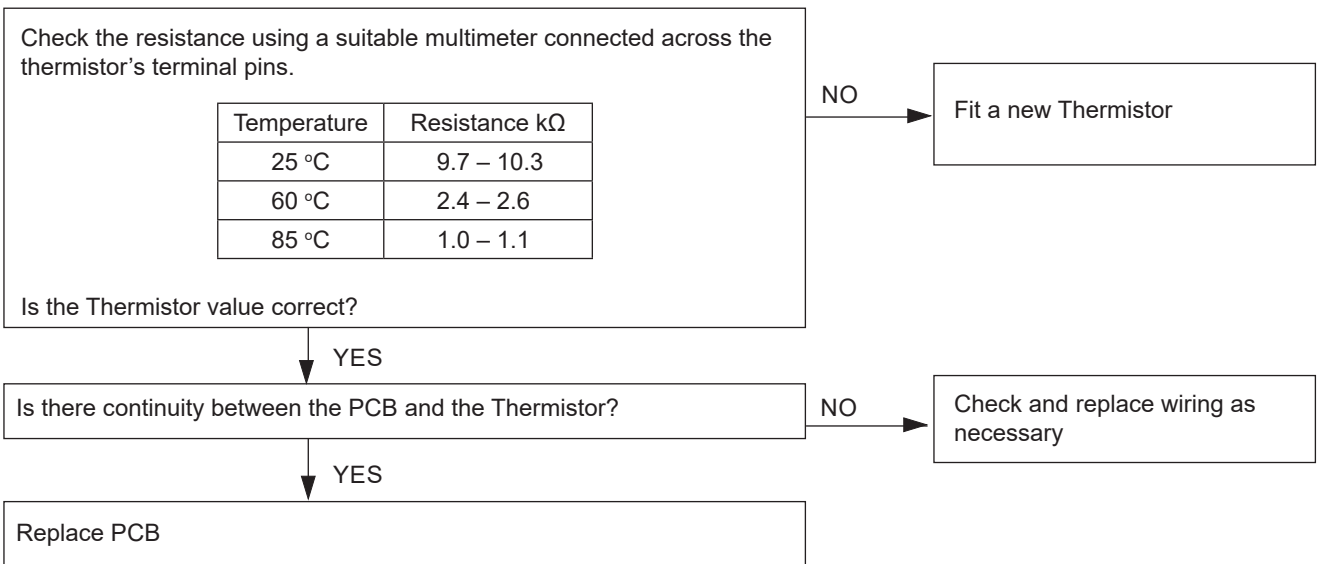 Check the resistance using a suitable multimeter connected across the
thermistor’s terminal pins.
NO
Fit a new Thermistor
Temperature Resistance kΩ
25 °C 9.7 – 10.3
60 °C 2.4 – 2.6
85 °C 1.0 – 1.1
Is the Thermistor value correct?
YES
Is there continuity between the PCB and the Thermistor?
NO
Check and replace wiring as
necessary
YES
Replace PCB